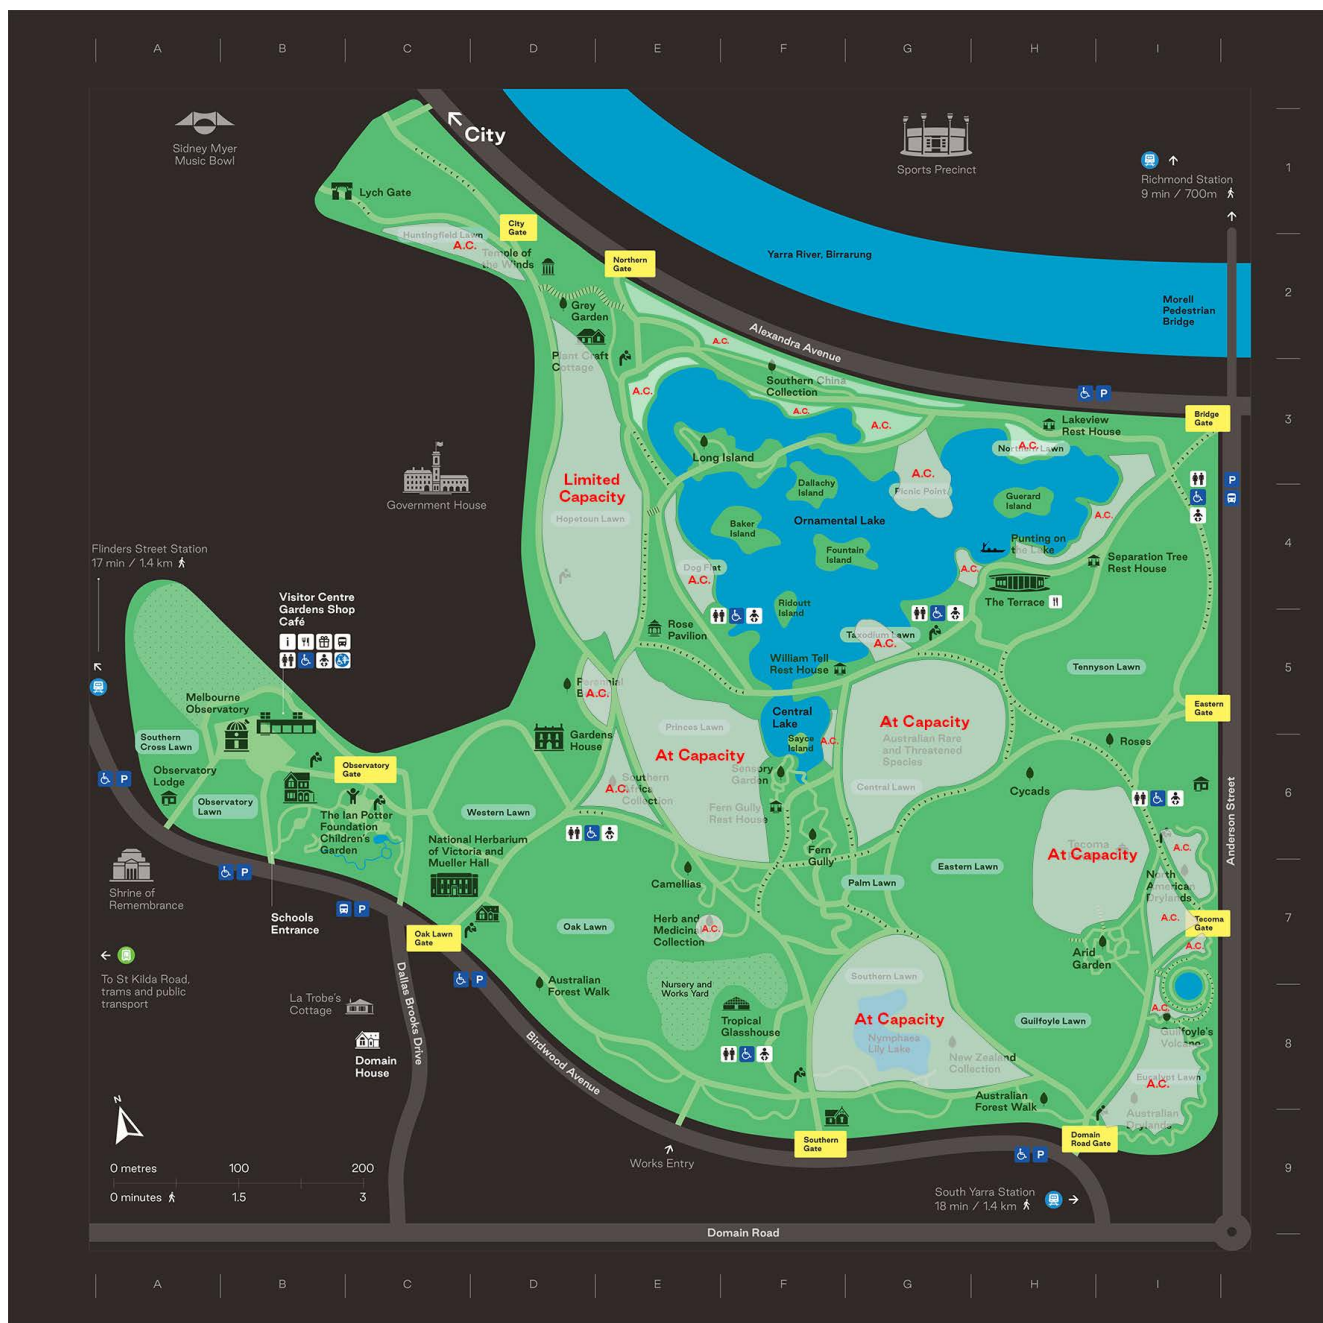 A B C D E F G H I
Sidney Myer
Music Bowl
City
Sports Precinct
Richmond Station
9 min / 700m
1
Lych Gate
City
Gate
Huntingfield Lawn
A.C.
Temple of
the Winds
Northern
Gate
Yarra River, Birrarung
2
Morell
Pedestrian
Bridge
Grey
Garden
Alexandra Avenue
A.C.
Plant Craft
Cottage
Southern China
Collection
A.C.
A.C.
A.C.
P
3
Bridge
Gate
Lakeview
Rest House
Northern Lawn
A.C.
Long Island
Government House
Limited
Capacity
Hopetoun Lawn
Dallachy
Island
A.C.
Picnic Point
Guerard
Island
A.C.
P
Baker
Island
Ornamental Lake
Fountain
Island
Punting on
the Lake
4
Flinders Street Station
17 min / 1.4 km
Dog Flat
A.C.
A.C.
Separation Tree
Rest House
The Terrace
Visitor Centre
Gardens Shop
Café
i
Ridoutt
Island
Rose
Pavilion
Taxodium Lawn
A.C.
William Tell
Rest House
Tennyson Lawn
5
Melbourne
Observatory
Perennial
A.C.
Southern
Cross Lawn
Princes Lawn
At Capacity
Central
Lake
Sayce
Island
A.C.
At Capacity
Australian Rare
and Threatened
Species
Eastern
Gate
Roses
Gardens
House
Observatory
Gate
Observatory
Lodge
P
Southern
Africa
Collection
A.C.
Sensory
Garden
Central Lawn
Cycads
6
Observatory
Lawn
The Ian Potter
Foundation
Children's
Garden
Western Lawn
Fern Gully
Rest House
Anderson Street
National Herbarium
of Victoria and
Mueller Hall
Fern
Gully
Tecoma
At Capacity
A.C.
Eastern Lawn
Shrine of
Remembrance
P
Camellias
Palm Lawn
North
American
Drylands
Schools
Entrance
P
Oak Lawn
Gate
Oak Lawn
Herb and
Medicinal
Collection
A.C.
A.C.
Tecoma
Gate
7
A.C.
Arid
Garden
To St Kilda Road,
trams and public
transport
P
Australian
Forest Walk
Nursery and
Works Yard
Southern Lawn
La Trobe's
Cottage
Dallas Brooks Drive
At Capacity
Tropical
Glasshouse
Nymphaea
Lily Lake
Guilfoyle Lawn
A.C.
Guilfoyle's
Volcano
8
Domain
House
Birdwood Avenue
New Zealand
Collection
Eucalypt Lawn
A.C.
Australian
Forest Walk
Australian
Drylands
N
Southern
Gate
Domain
Road Gate
P
9
Works Entry
0 metres 100 200
0 minutes 1.5 3
South Yarra Station
18 min / 1.4 km
Domain Road
A B C D E F G H I